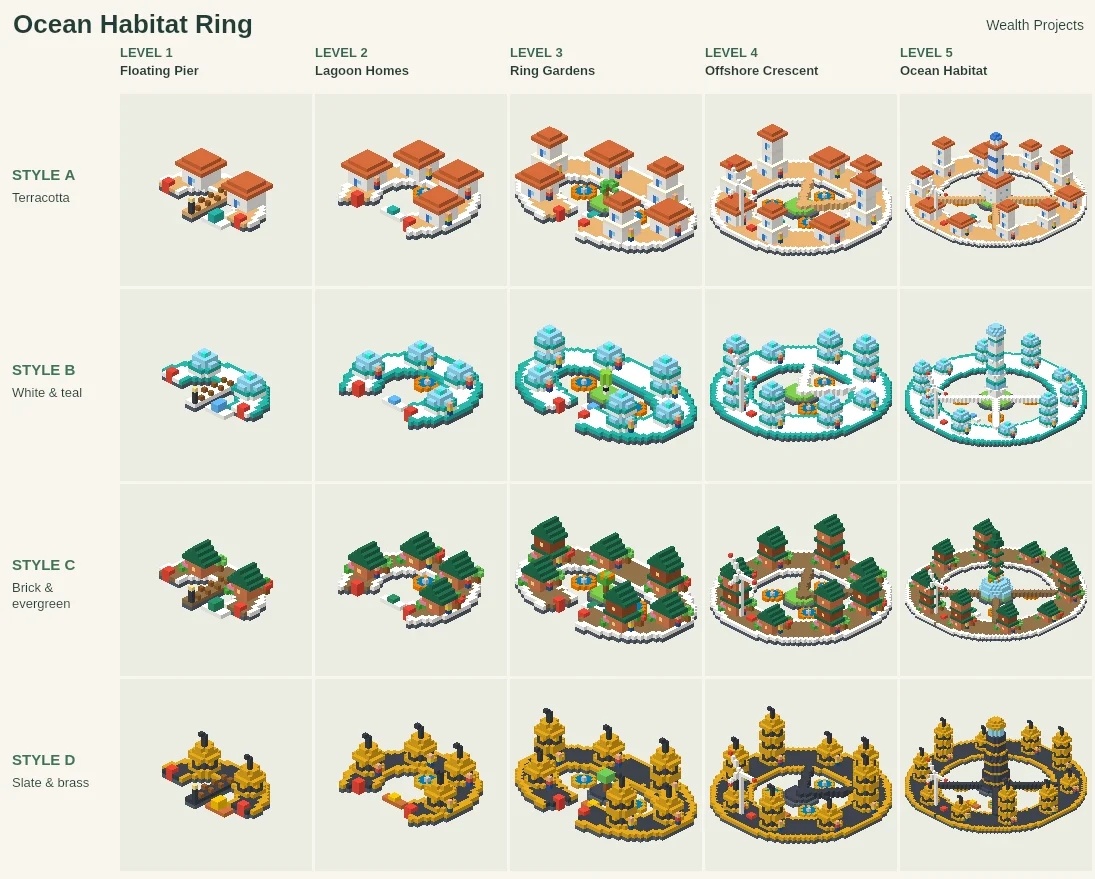 Ocean Habitat Ring
Wealth Projects
LEVEL 1
Floating Pier
LEVEL 2
Lagoon Homes
LEVEL 3
Ring Gardens
LEVEL 4
Offshore Crescent
LEVEL 5
Ocean Habitat
STYLE A
Terracotta
STYLE B
White & teal
STYLE C
Brick &
evergreen
STYLE D
Slate & brass